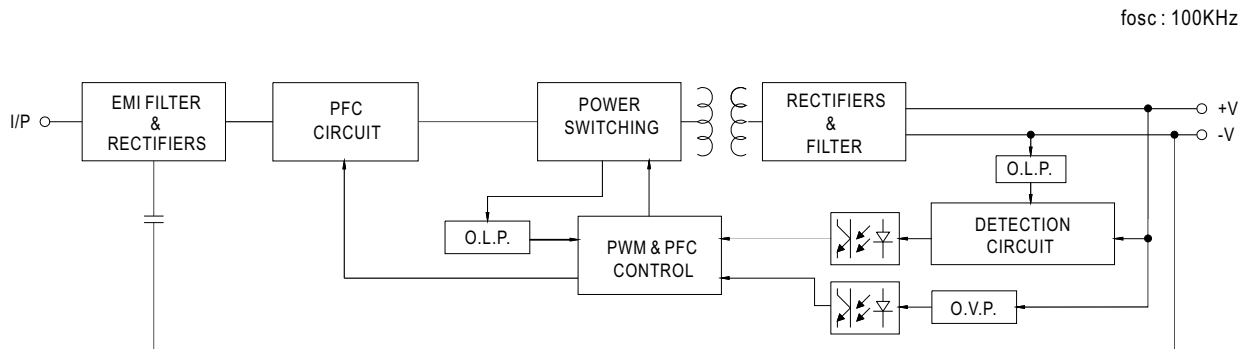 fosc : 100KHz
I/P
EMI FILTER
&
RECTIFIERS
PFC
CIRCUIT
POWER
SWITCHING
RECTIFIERS
&
FILTER
+V
-V
O.L.P.
O.L.P.
PWM & PFC
CONTROL
DETECTION
CIRCUIT
O.V.P.